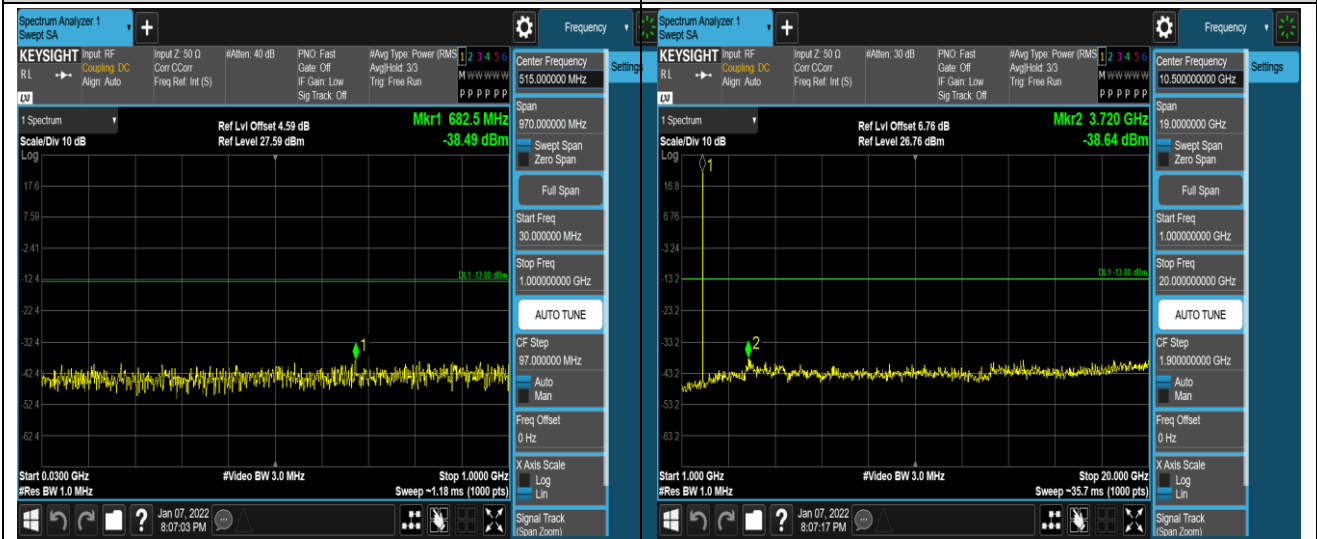 Spectrum Analyzer 1
Swept SA
+
Frequency
KEYSIGHT
RL
LXI
Input: RF
Coupling: DC
Align: Auto
Input Z: 50 Ω
Corr CCorr
Freq Ref: Int (S)
#Atten: 40 dB
PNO: Fast
Gate: Off
IF Gain: Low
Sig Track: Off
#Avg Type: Power (RMS
Avg|Hold: 3/3
Trig: Free Run
1 2 3 4 5 6
M W W W W W
P P P P P P
1 Spectrum
Scale/Div 10 dB
Log
Ref Lvl Offset 4.59 dB
Ref Level 27.59 dBm
Mkr1 682.5 MHz
-38.49 dBm
17.6
7.59
-2.41
-12.4
-22.4
-32.4
-42.4
-52.4
-62.4
DL1 -13.00 dBm
1
Start 0.0300 GHz
#Res BW 1.0 MHz
#Video BW 3.0 MHz
Stop 1.0000 GHz
Sweep ~1.18 ms (1000 pts)
Center Frequency
515.000000 MHz
Settings
Span
970.000000 MHz
Swept Span
Zero Span
Full Span
Start Freq
30.000000 MHz
Stop Freq
1.000000000 GHz
AUTO TUNE
CF Step
97.000000 MHz
Auto
Man
Freq Offset
0 Hz
X Axis Scale
Log
Lin
Signal Track
(Span Zoom)
?
Jan 07, 2022
8:07:03 PM
Spectrum Analyzer 1
Swept SA
+
Frequency
KEYSIGHT
RL
LXI
Input: RF
Coupling: DC
Align: Auto
Input Z: 50 Ω
Corr CCorr
Freq Ref: Int (S)
#Atten: 30 dB
PNO: Fast
Gate: Off
IF Gain: Low
Sig Track: Off
#Avg Type: Power (RMS
Avg|Hold: 3/3
Trig: Free Run
1 2 3 4 5 6
M W W W W W
P P P P P P
1 Spectrum
Scale/Div 10 dB
Log
Ref Lvl Offset 6.76 dB
Ref Level 26.76 dBm
Mkr2 3.720 GHz
-38.64 dBm
1
16.8
6.76
-3.24
-13.2
-23.2
-33.2
-43.2
-53.2
-63.2
DL1 -13.00 dBm
2
Start 1.000 GHz
#Res BW 1.0 MHz
#Video BW 3.0 MHz
Stop 20.000 GHz
Sweep ~35.7 ms (1000 pts)
Center Frequency
10.500000000 GHz
Settings
Span
19.0000000 GHz
Swept Span
Zero Span
Full Span
Start Freq
1.000000000 GHz
Stop Freq
20.000000000 GHz
AUTO TUNE
CF Step
1.900000000 GHz
Auto
Man
Freq Offset
0 Hz
X Axis Scale
Log
Lin
Signal Track
(Span Zoom)
?
Jan 07, 2022
8:07:17 PM